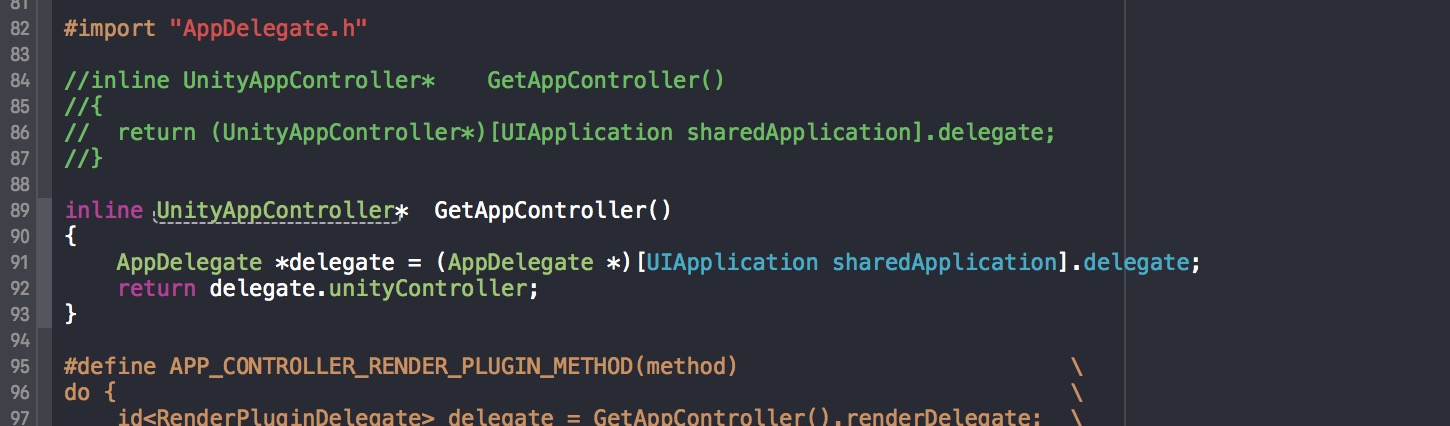 81
82 #import "AppDelegate.h"
83
84 //inline UnityAppController*    GetAppController()
85 //{
86 //  return (UnityAppController*)[UIApplication sharedApplication].delegate;
87 //}
88
89 inline UnityAppController*  GetAppController()
90 {
91     AppDelegate *delegate = (AppDelegate *)[UIApplication sharedApplication].delegate;
92     return delegate.unityController;
93 }
94
95 #define APP_CONTROLLER_RENDER_PLUGIN_METHOD(method) \
96 do { \
97     id<RenderPluginDelegate> delegate = GetAppController().renderDelegate; \